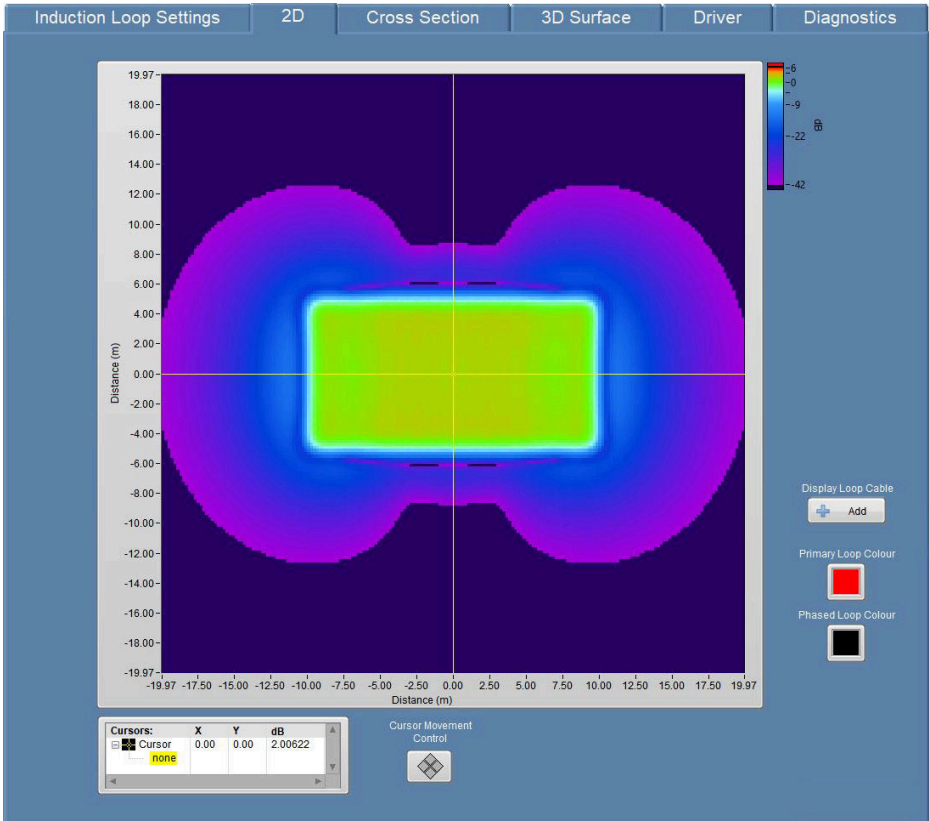 Induction Loop Settings 2D Cross Section 3D Surface Driver Diagnostics
19.97
18.00
16.00
14.00
12.00
10.00
8.00
6.00
4.00
2.00
0.00
-2.00
-4.00
-6.00
-8.00
-10.00
-12.00
-14.00
-16.00
-18.00
-19.97
Distance (m)
-19.97 -17.50 -15.00 -12.50 -10.00 -7.50 -5.00 -2.50 0.00 2.50 5.00 7.50 10.00 12.50 15.00 17.50 19.97
Distance (m)
-6
-0
-
-9
-22
-42
dB
Display Loop Cable
Add
Primary Loop Colour
Phased Loop Colour
Cursors: X Y dB
Cursor 0.00 0.00 2.00622
none
Cursor Movement
Control